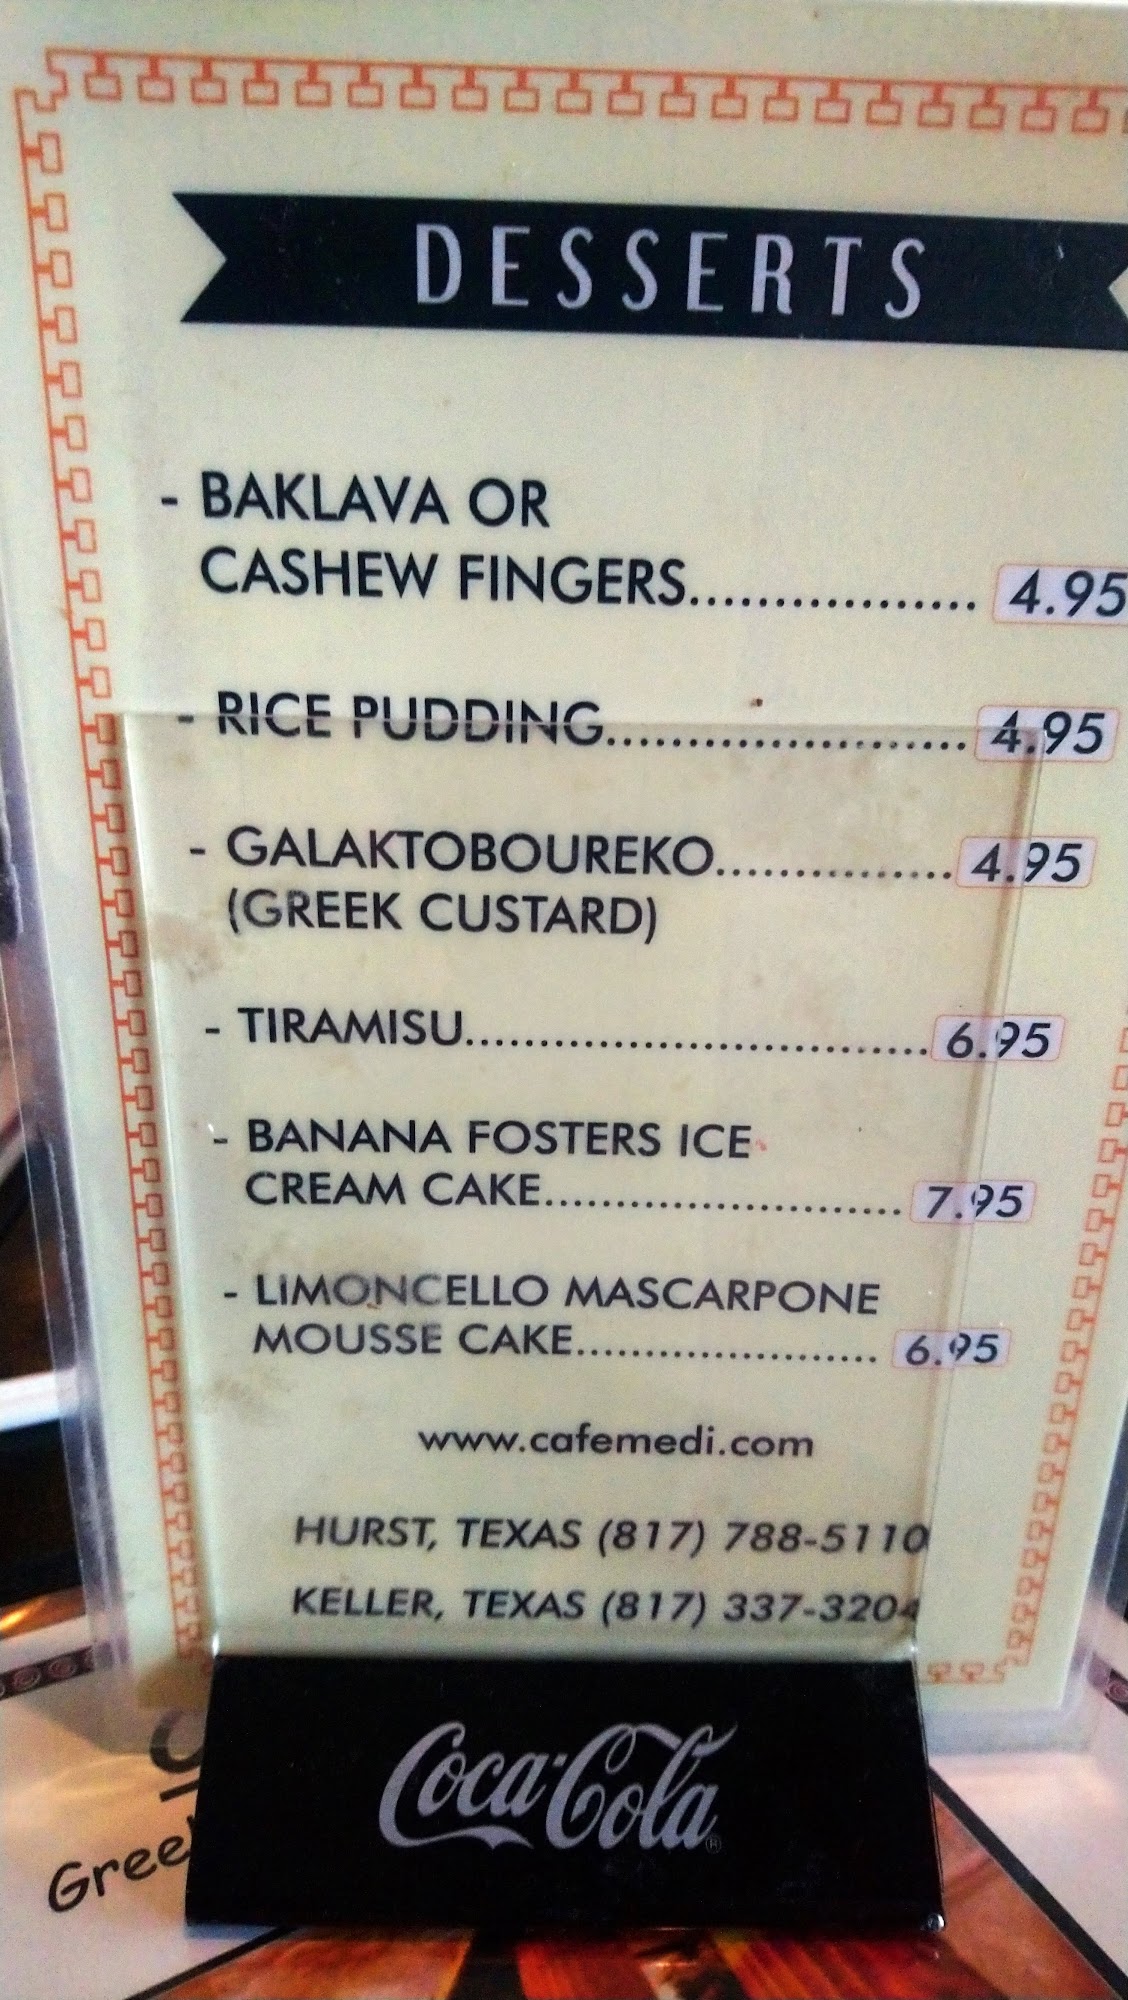 DESSERTS
- BAKLAVA OR
CASHEW FINGERS................. 4.95
- RICE PUDDING....................... 4.95
- GALAKTOBOUREKO............... 4.95
(GREEK CUSTARD)
- TIRAMISU................................ 6.95
- BANANA FOSTERS ICE
CREAM CAKE......................... 7.95
- LIMONCELLO MASCARPONE
MOUSSE CAKE...................... 6.95
www.cafemedi.com
HURST, TEXAS (817) 788-5110
KELLER, TEXAS (817) 337-3204
Coca-Cola®